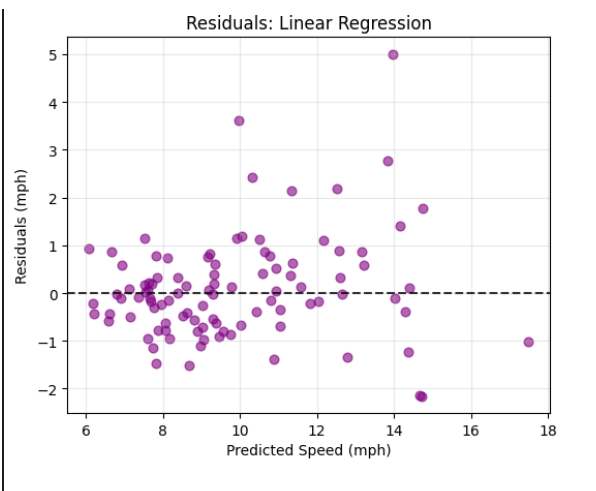 Residuals: Linear Regression
5
4
3
2
1
0
−1
−2
Residuals (mph)
6 8 10 12 14 16 18
Predicted Speed (mph)